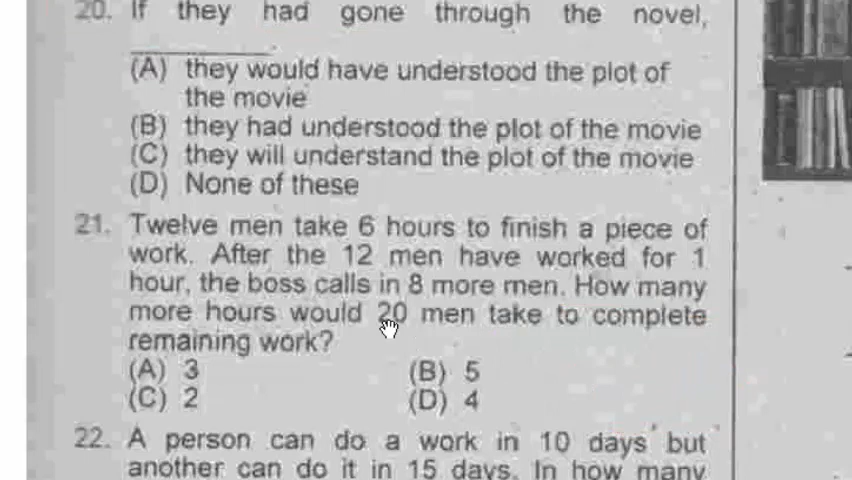 20. If they had gone through the novel,
(A) they would have understood the plot of
the movie
(B) they had understood the plot of the movie
(C) they will understand the plot of the movie
(D) None of these
21. Twelve men take 6 hours to finish a piece of
work. After the 12 men have worked for 1
hour, the boss calls in 8 more men. How many
more hours would 20 men take to complete
remaining work?
(A) 3 (B) 5
(C) 2 (D) 4
22. A person can do a work in 10 days but
another can do it in 15 days. In how many